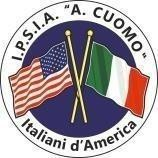 I.P.S.I.A. "A. CUOMO"
Italiani d'America